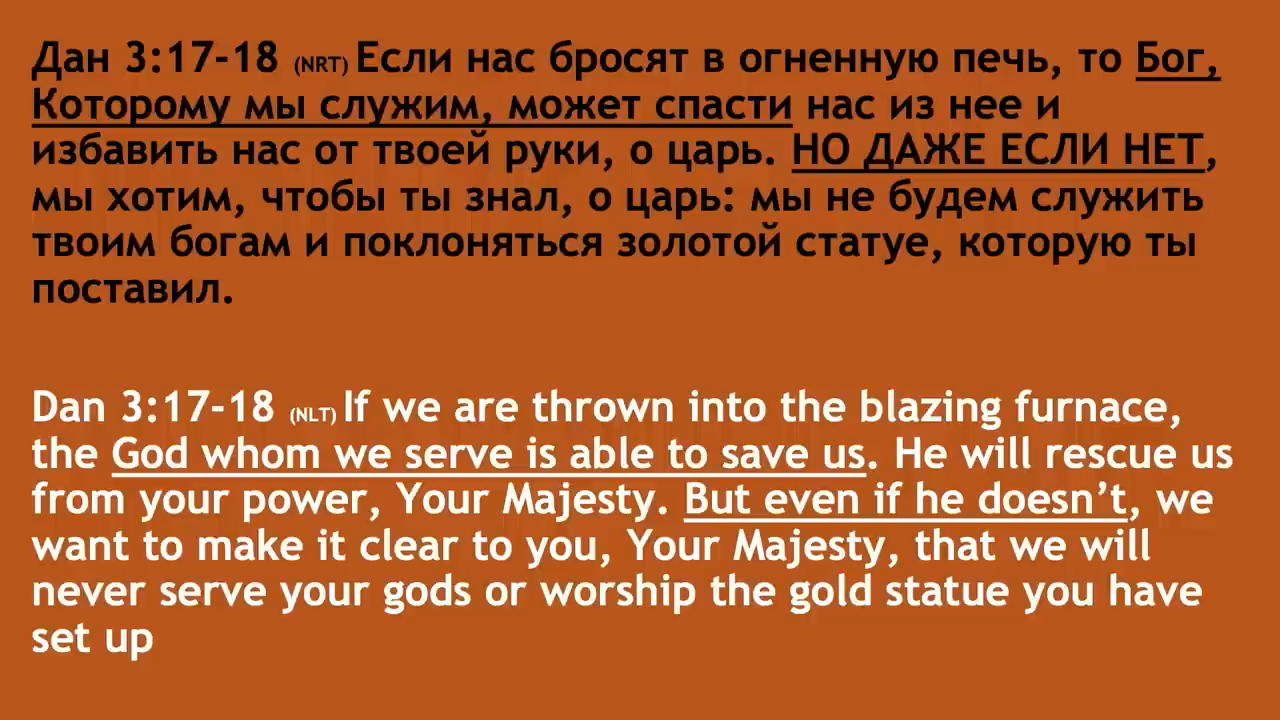 Дан 3:17-18 (NRT) Если нас бросят в огненную печь, то Бог,
Которому мы служим, может спасти нас из нее и
избавить нас от твоей руки, о царь. НО ДАЖЕ ЕСЛИ НЕТ,
мы хотим, чтобы ты знал, о царь: мы не будем служить
твоим богам и поклоняться золотой статуе, которую ты
поставил.
Dan 3:17-18 (NLT) If we are thrown into the blazing furnace,
the God whom we serve is able to save us. He will rescue us
from your power, Your Majesty. But even if he doesn’t, we
want to make it clear to you, Your Majesty, that we will
never serve your gods or worship the gold statue you have
set up